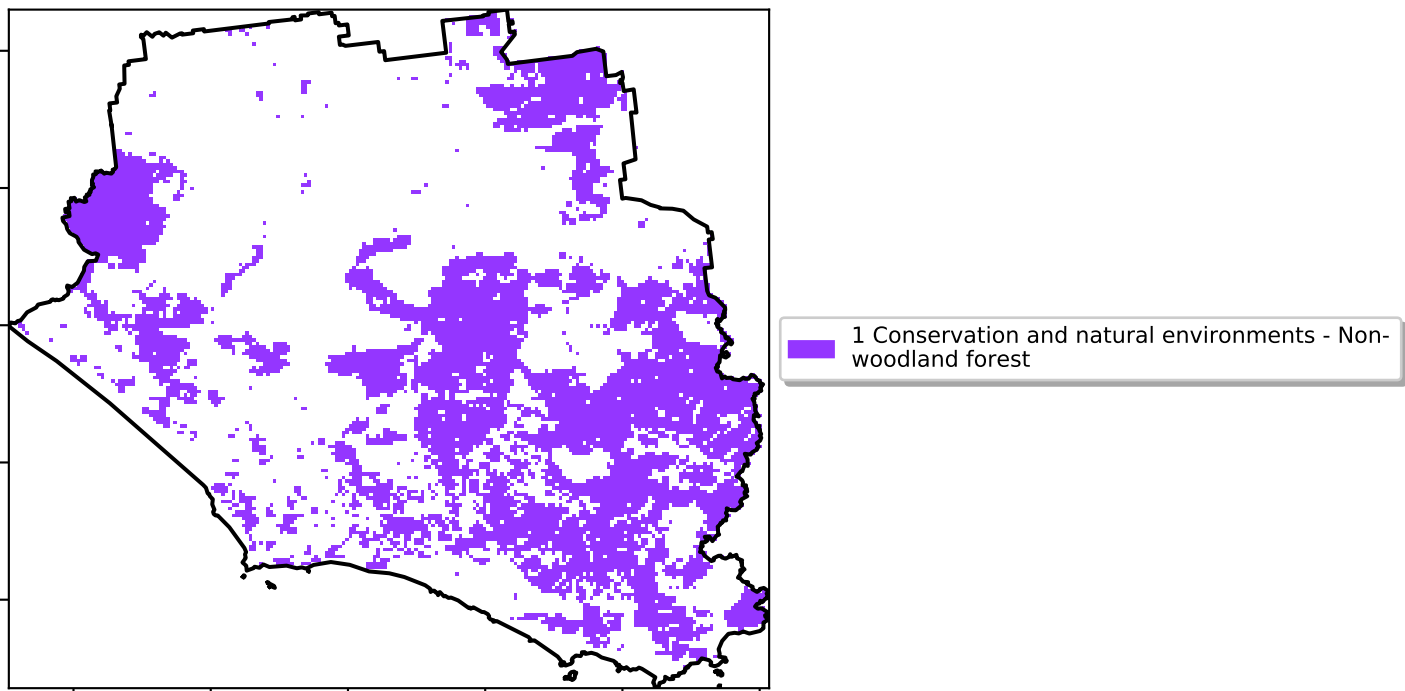 1 Conservation and natural environments - Non-
woodland forest